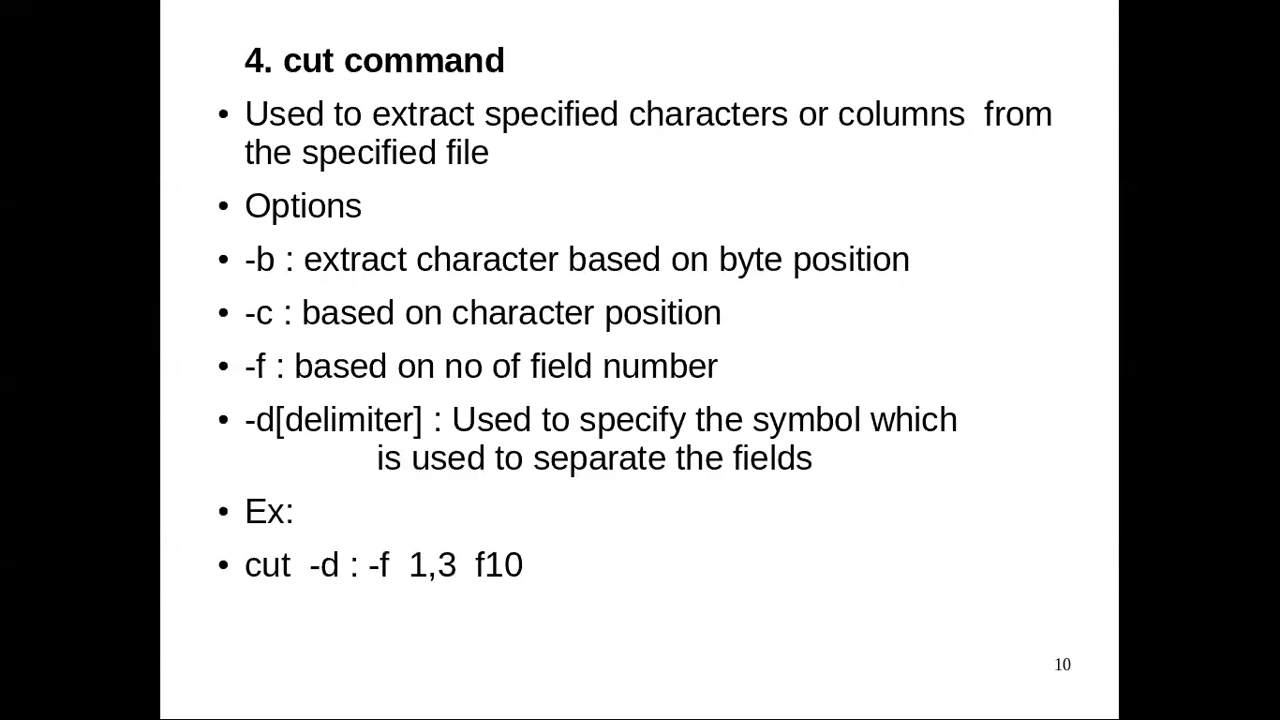 4. cut command
• Used to extract specified characters or columns  from
the specified file
• Options
• -b : extract character based on byte position
• -c : based on character position
• -f : based on no of field number
• -d[delimiter] : Used to specify the symbol which
is used to separate the fields
• Ex:
• cut  -d : -f  1,3  f10
10